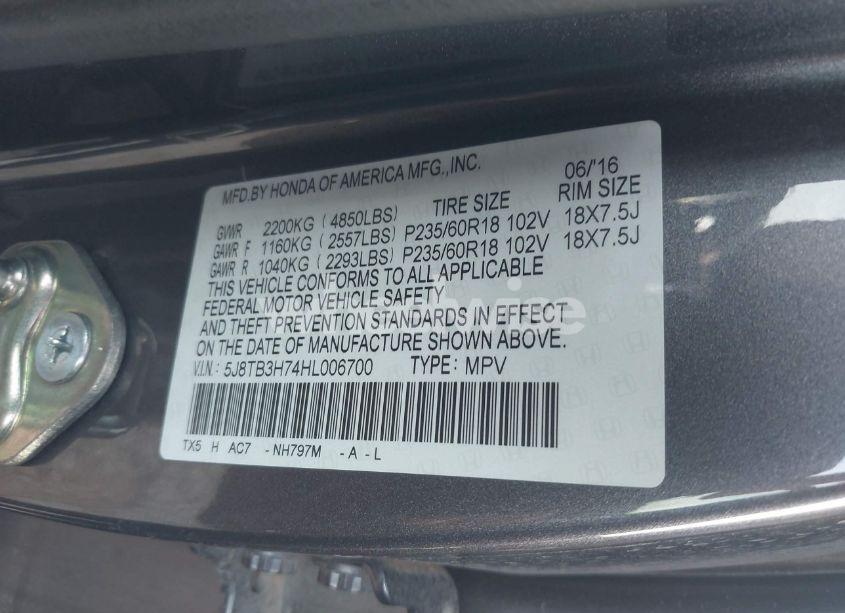 MFD.BY HONDA OF AMERICA MFG.,INC. 06/'16
GVWR 2200KG ( 4850LBS) TIRE SIZE RIM SIZE
GAWR F 1160KG ( 2557LBS) P235/60R18 102V 18X7.5J
GAWR R 1040KG ( 2293LBS) P235/60R18 102V 18X7.5J
THIS VEHICLE CONFORMS TO ALL APPLICABLE
FEDERAL MOTOR VEHICLE SAFETY
AND THEFT PREVENTION STANDARDS IN EFFECT
ON THE DATE OF MANUFACTURE SHOWN ABOVE.
V.I.N.: 5J8TB3H74HL006700 TYPE: MPV
TX5 H AC7 -NH797M -A -L